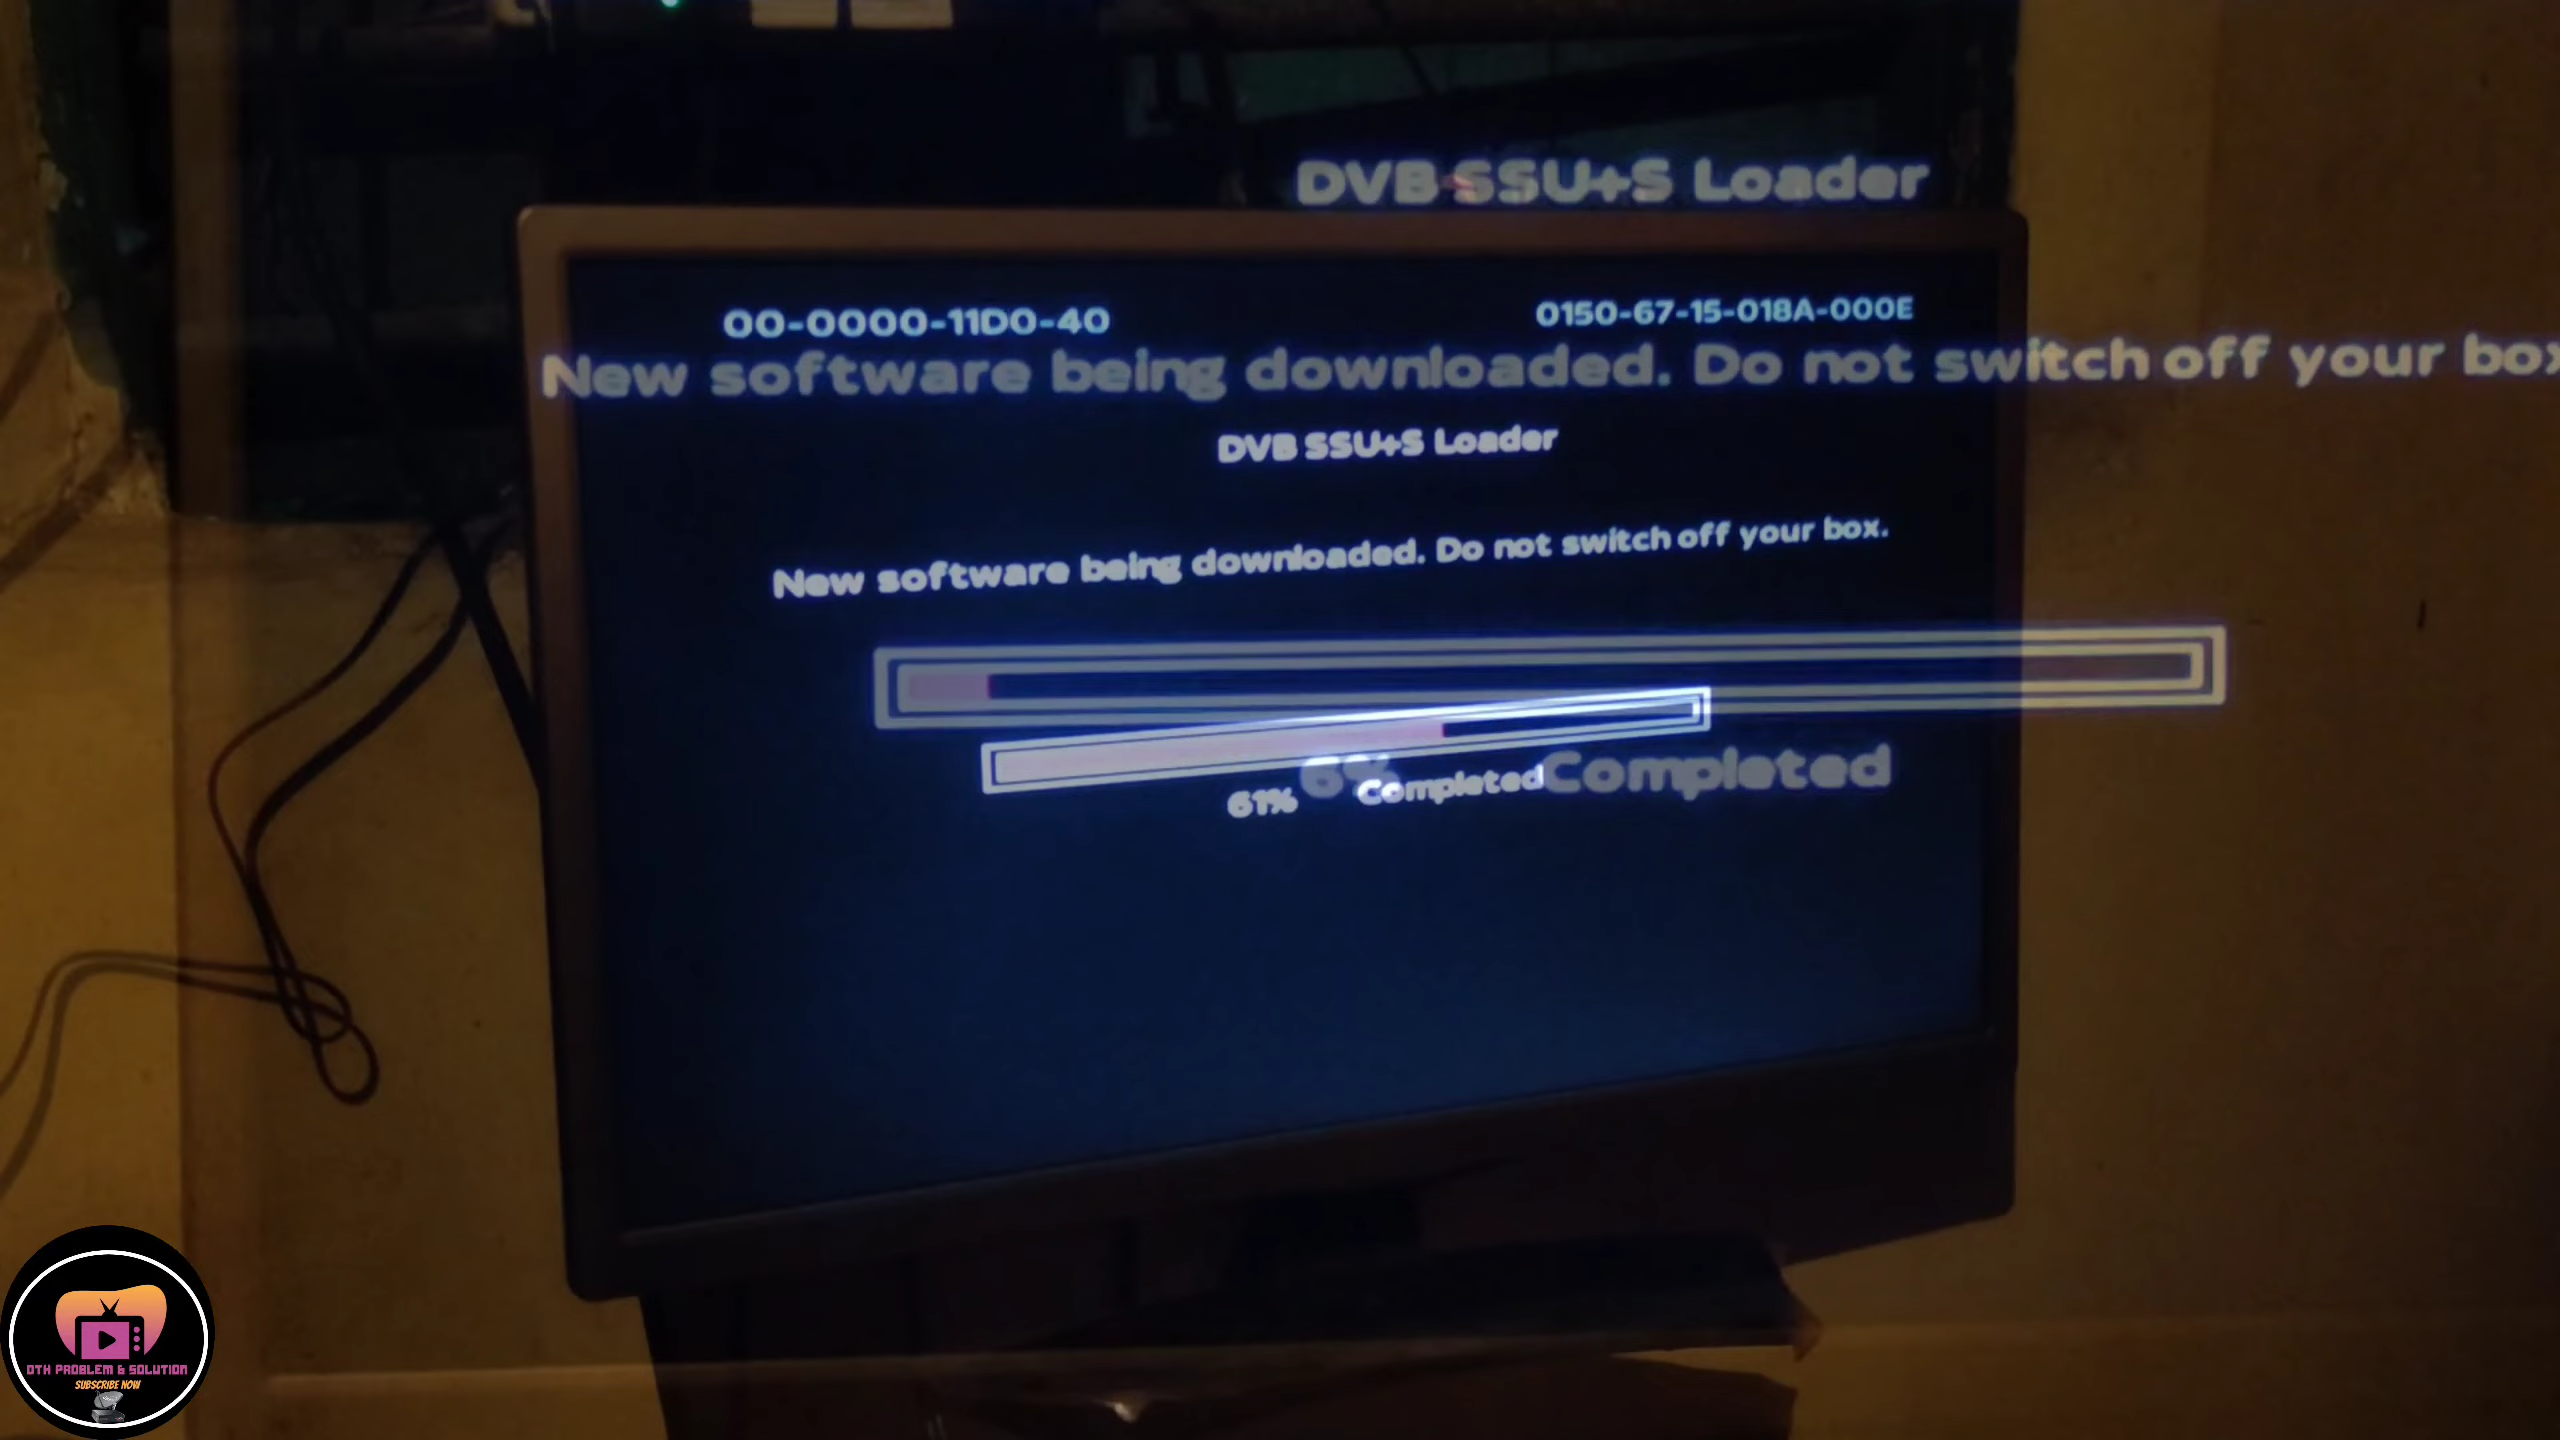 DVB SSU+S Loader
00-0000-11D0-40
0150-67-15-018A-000E
New software being downloaded. Do not switch off your box
DVB SSU+S Loader
New software being downloaded. Do not switch off your box.
6% Completed
61% Completed
DTH PROBLEM & SOLUTION
SUBSCRIBE NOW